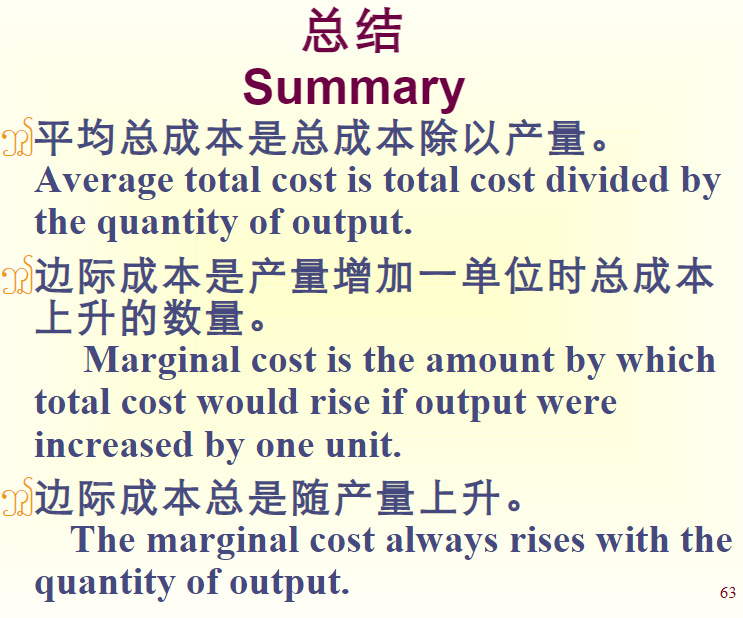 总结
Summary
平均总成本是总成本除以产量。
Average total cost is total cost divided by
the quantity of output.
边际成本是产量增加一单位时总成本
上升的数量。
Marginal cost is the amount by which
total cost would rise if output were
increased by one unit.
边际成本总是随产量上升。
The marginal cost always rises with the
quantity of output.
63